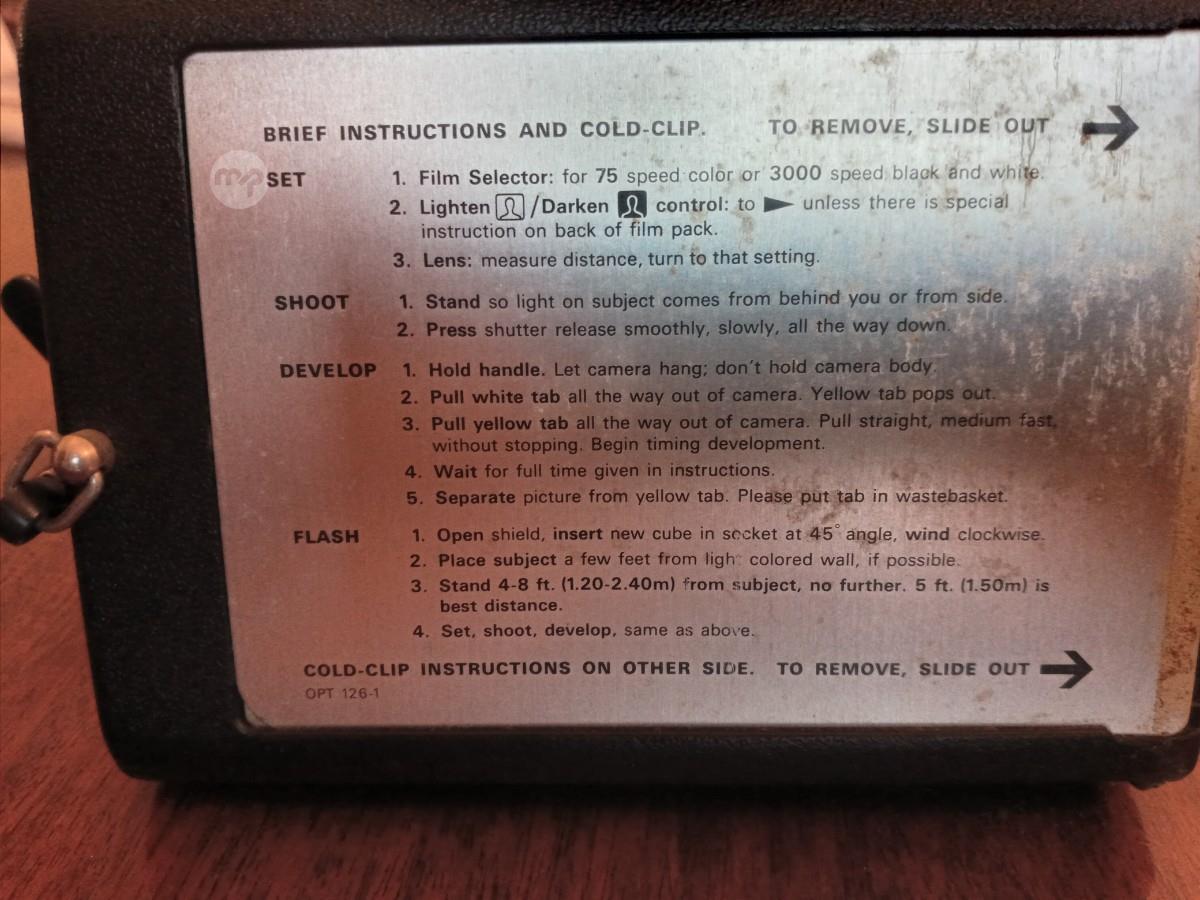 BRIEF INSTRUCTIONS AND COLD-CLIP. TO REMOVE, SLIDE OUT
mp
SET 1. Film Selector: for 75 speed color or 3000 speed black and white.
2. Lighten /Darken control: to unless there is special
instruction on back of film pack.
3. Lens: measure distance, turn to that setting.
SHOOT 1. Stand so light on subject comes from behind you or from side.
2. Press shutter release smoothly, slowly, all the way down.
DEVELOP 1. Hold handle. Let camera hang; don't hold camera body.
2. Pull white tab all the way out of camera. Yellow tab pops out.
3. Pull yellow tab all the way out of camera. Pull straight, medium fast,
without stopping. Begin timing development.
4. Wait for full time given in instructions.
5. Separate picture from yellow tab. Please put tab in wastebasket.
FLASH 1. Open shield, insert new cube in socket at 45° angle, wind clockwise.
2. Place subject a few feet from light colored wall, if possible.
3. Stand 4-8 ft. (1.20-2.40m) from subject, no further. 5 ft. (1.50m) is
best distance.
4. Set, shoot, develop, same as above.
COLD-CLIP INSTRUCTIONS ON OTHER SIDE. TO REMOVE, SLIDE OUT
OPT 126-1